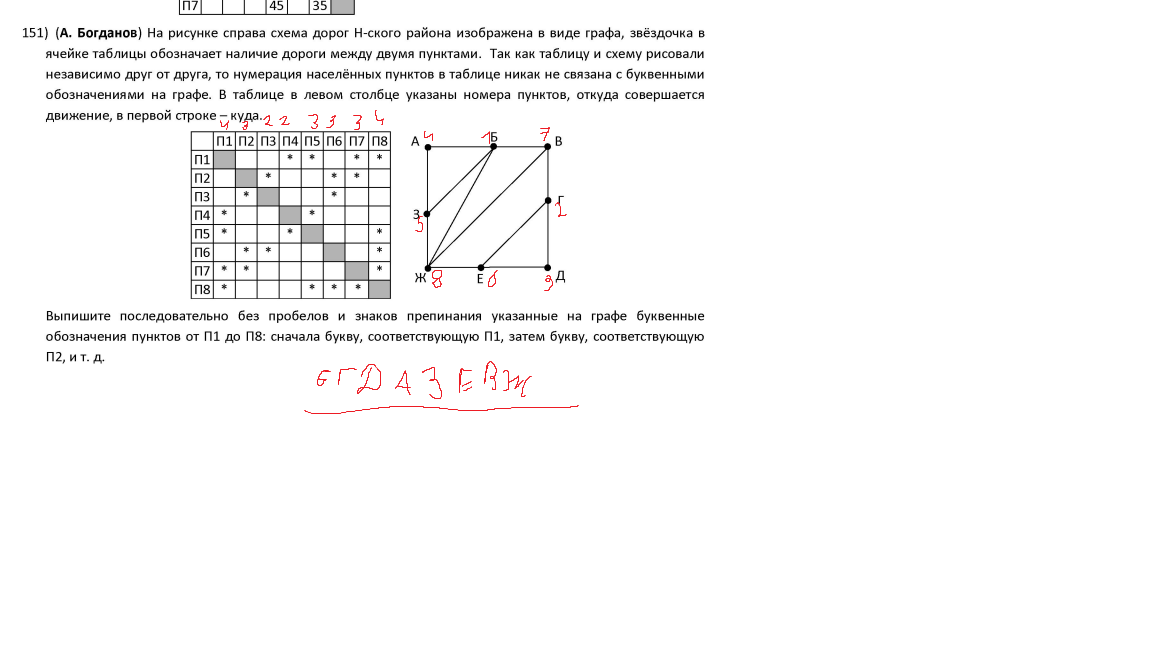 П7 45 35
151) (А. Богданов) На рисунке справа схема дорог Н-ского района изображена в виде графа, звёздочка в
ячейке таблицы обозначает наличие дороги между двумя пунктами. Так как таблицу и схему рисовали
независимо друг от друга, то нумерация населённых пунктов в таблице никак не связана с буквенными
обозначениями на графе. В таблице в левом столбце указаны номера пунктов, откуда совершается
движение, в первой строке – куда.
4 3 2 2 3 3 3 4
П1 П2 П3 П4 П5 П6 П7 П8
П1 * * * *
П2 * * *
П3 * *
П4 * *
П5 * * *
П6 * * *
П7 * * *
П8 * * * *
А 4 1 Б 7 В
З 5 Г 2
Ж 8 Е 6 3 Д
Выпишите последовательно без пробелов и знаков препинания указанные на графе буквенные
обозначения пунктов от П1 до П8: сначала букву, соответствующую П1, затем букву, соответствующую
П2, и т. д.
БГДАЗЕВЖ